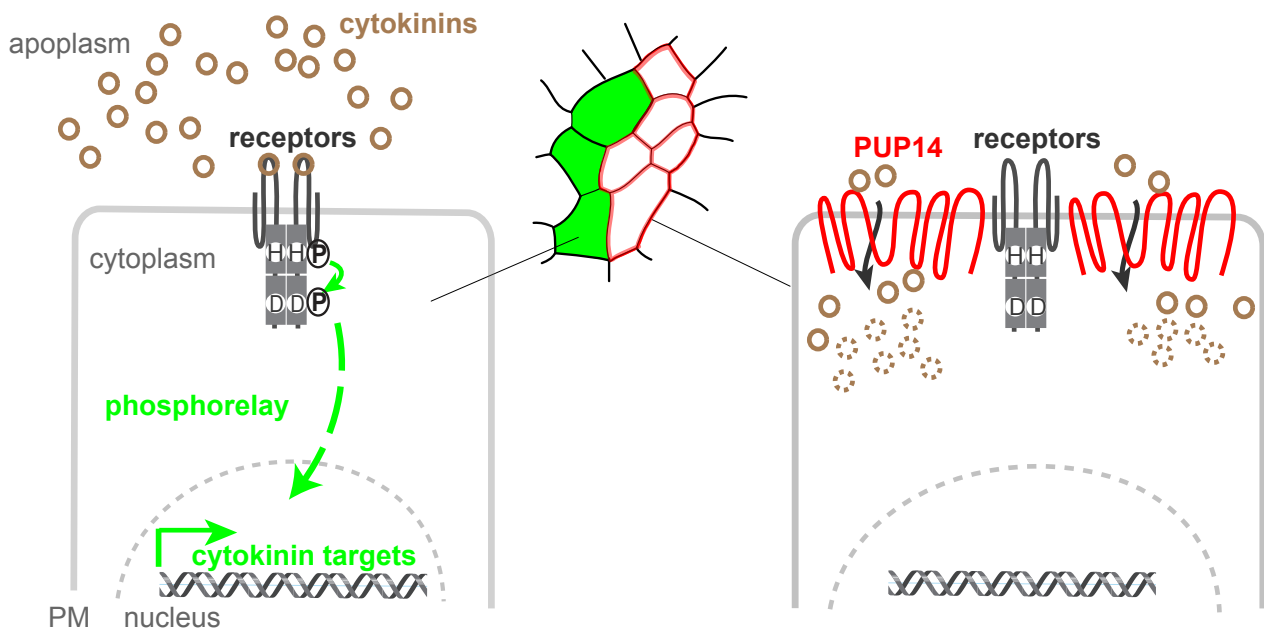 cytokinins
apoplasm
receptors
PUP14
receptors
cytoplasm
H H P
D D P
H H
D D
phosphorelay
cytokinin targets
PM
nucleus